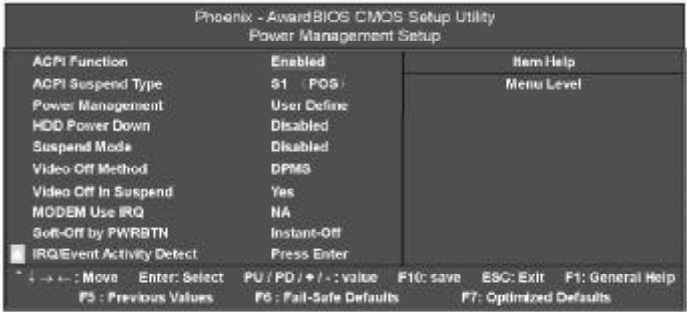 Phoenix - AwardBIOS CMOS Setup Utility
Power Management Setup
ACPI Function Enabled Item Help
ACPI Suspend Type S1 (POS) Menu Level
Power Management User Define
HDD Power Down Disabled
Suspend Mode Disabled
Video Off Method DPMS
Video Off In Suspend Yes
MODEM Use IRQ NA
Soft-Off by PWRBTN Instant-Off
IRQ/Event Activity Detect Press Enter
↑ ↓ → ← : Move Enter: Select PU / PD / + / - : value F10: save ESC: Exit F1: General Help
F5 : Previous Values F6 : Fail-Safe Defaults F7: Optimized Defaults